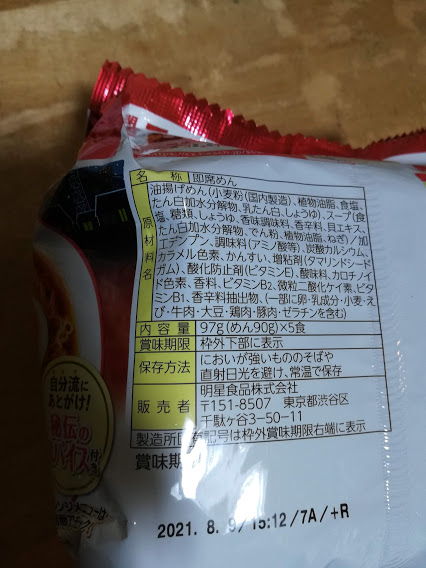 名称 即席めん
原材料名 油揚げめん(小麦粉(国内製造)、植物油脂、食塩、
たん白加水分解物、乳たん白、しょうゆ)、スープ(食
塩、糖類、しょうゆ、香味調味料、香辛料、貝エキス、
たん白加水分解物、でん粉、植物油脂、ねぎ)/加
工デンプン、調味料(アミノ酸等)、炭酸カルシウム、
カラメル色素、かんすい、増粘剤(タマリンドシード
ガム)、酸化防止剤(ビタミンE)、酸味料、カロチノイ
ド色素、香料、ビタミンB2、微粒二酸化ケイ素、ビタ
ミンB1、香辛料抽出物、(一部に卵・乳成分・小麦・え
び・牛肉・大豆・鶏肉・豚肉・ゼラチンを含む)
内容量 97g(めん90g)×5食
賞味期限 枠外下部に表示
保存方法 においが強いもののそばや
直射日光を避け、常温で保存
販売者 明星食品株式会社
〒151-8507 東京都渋谷区
千駄ヶ谷3-50-11
製造所固有記号は枠外賞味期限右端に表示
賞味期
2021. 8. 9/15:12/7A/+R
自分流に
あとがけ!
秘伝の
パイス
付き